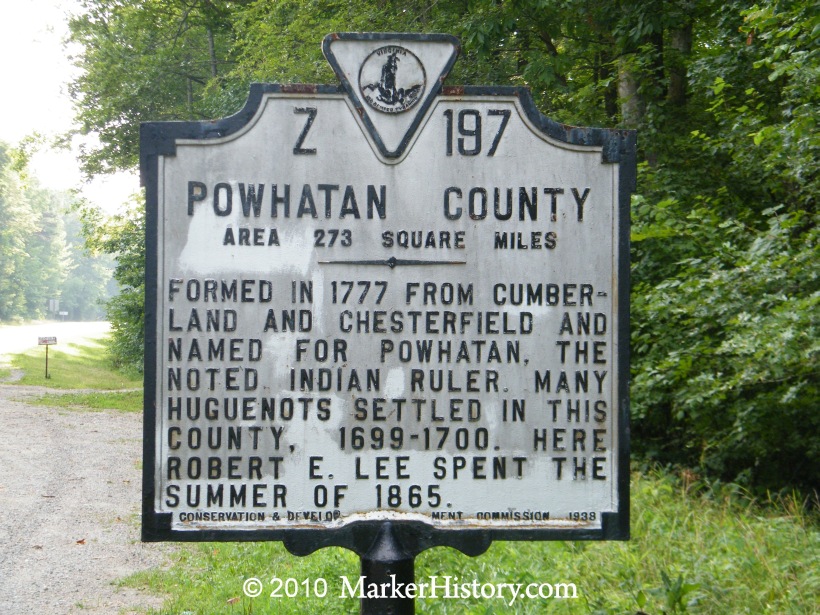 VIRGINIA
Z 197
POWHATAN COUNTY
AREA 273 SQUARE MILES
FORMED IN 1777 FROM CUMBER-
LAND AND CHESTERFIELD AND
NAMED FOR POWHATAN, THE
NOTED INDIAN RULER. MANY
HUGUENOTS SETTLED IN THIS
COUNTY, 1699-1700. HERE
ROBERT E. LEE SPENT THE
SUMMER OF 1865.
CONSERVATION & DEVELOPMENT COMMISSION 1938
© 2010 MarkerHistory.com